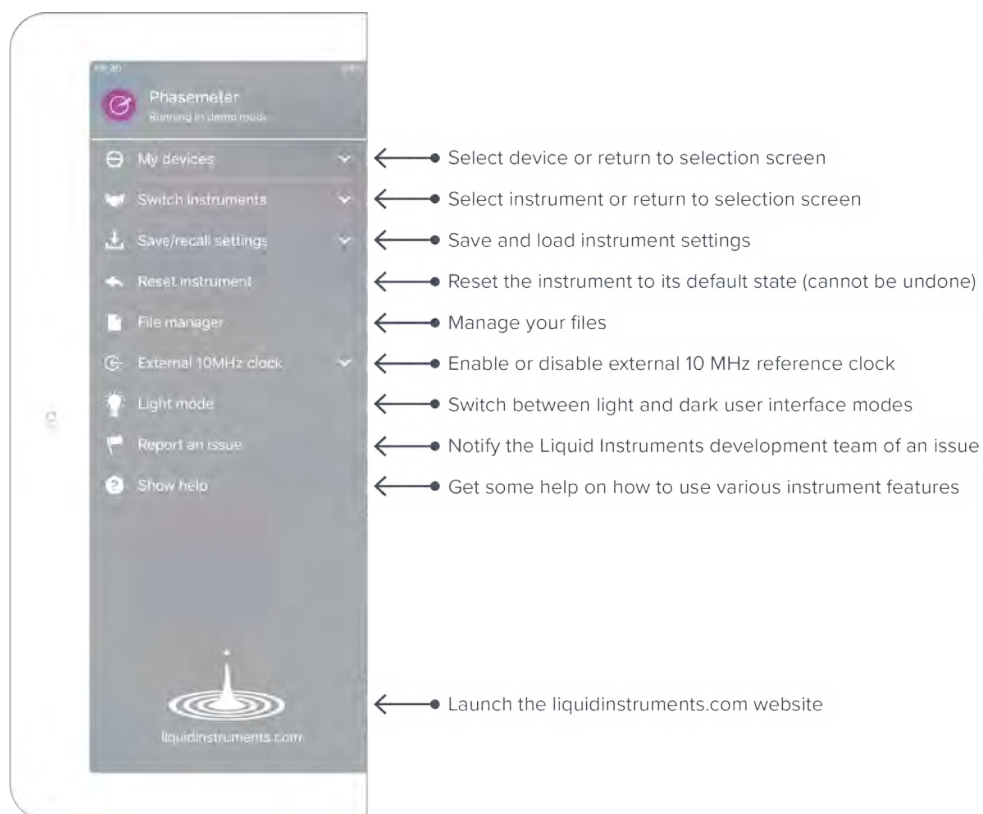 Phasemeter
Running in demo mode
My devices
Select device or return to selection screen
Switch instruments
Select instrument or return to selection screen
Save/recall settings
Save and load instrument settings
Reset instrument
Reset the instrument to its default state (cannot be undone)
File manager
Manage your files
External 10MHz clock
Enable or disable external 10 MHz reference clock
Light mode
Switch between light and dark user interface modes
Report an issue
Notify the Liquid Instruments development team of an issue
Show help
Get some help on how to use various instrument features
Launch the liquidinstruments.com website
liquidinstruments.com